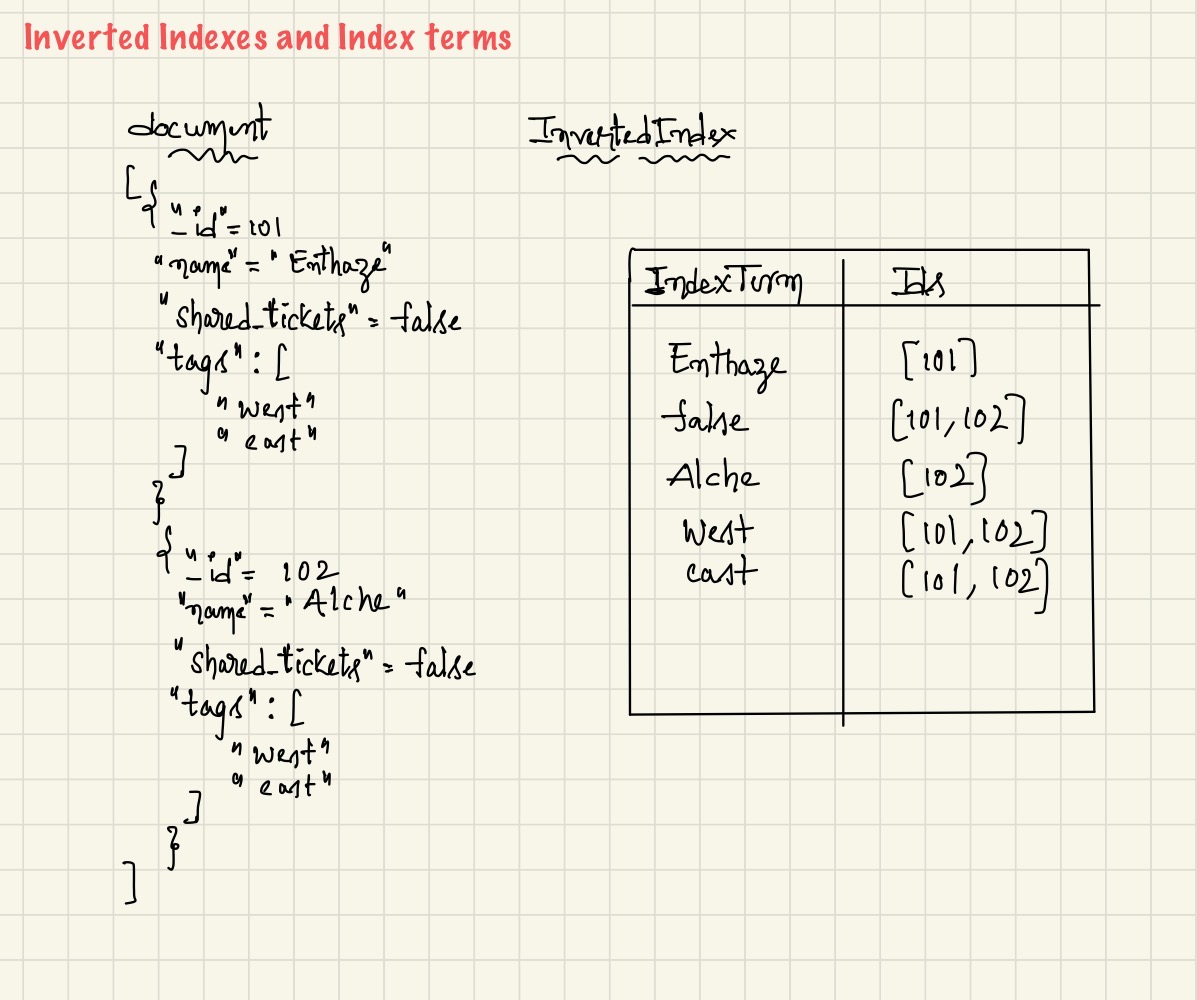 Inverted Indexes and Index terms
document
[{
"_id"= 101
"name" = "Enthaze"
"shared_tickets" = false
"tags" : [
"west"
"east"
]
}
{ "_id"= 102
"name" = "Alche"
"shared_tickets" = false
"tags" : [
"west"
"east"
]
}
]
InvertedIndex
IndexTerm Ids
Enthaze [101]
false [101, 102]
Alche [102]
West [101, 102]
east [101, 102]